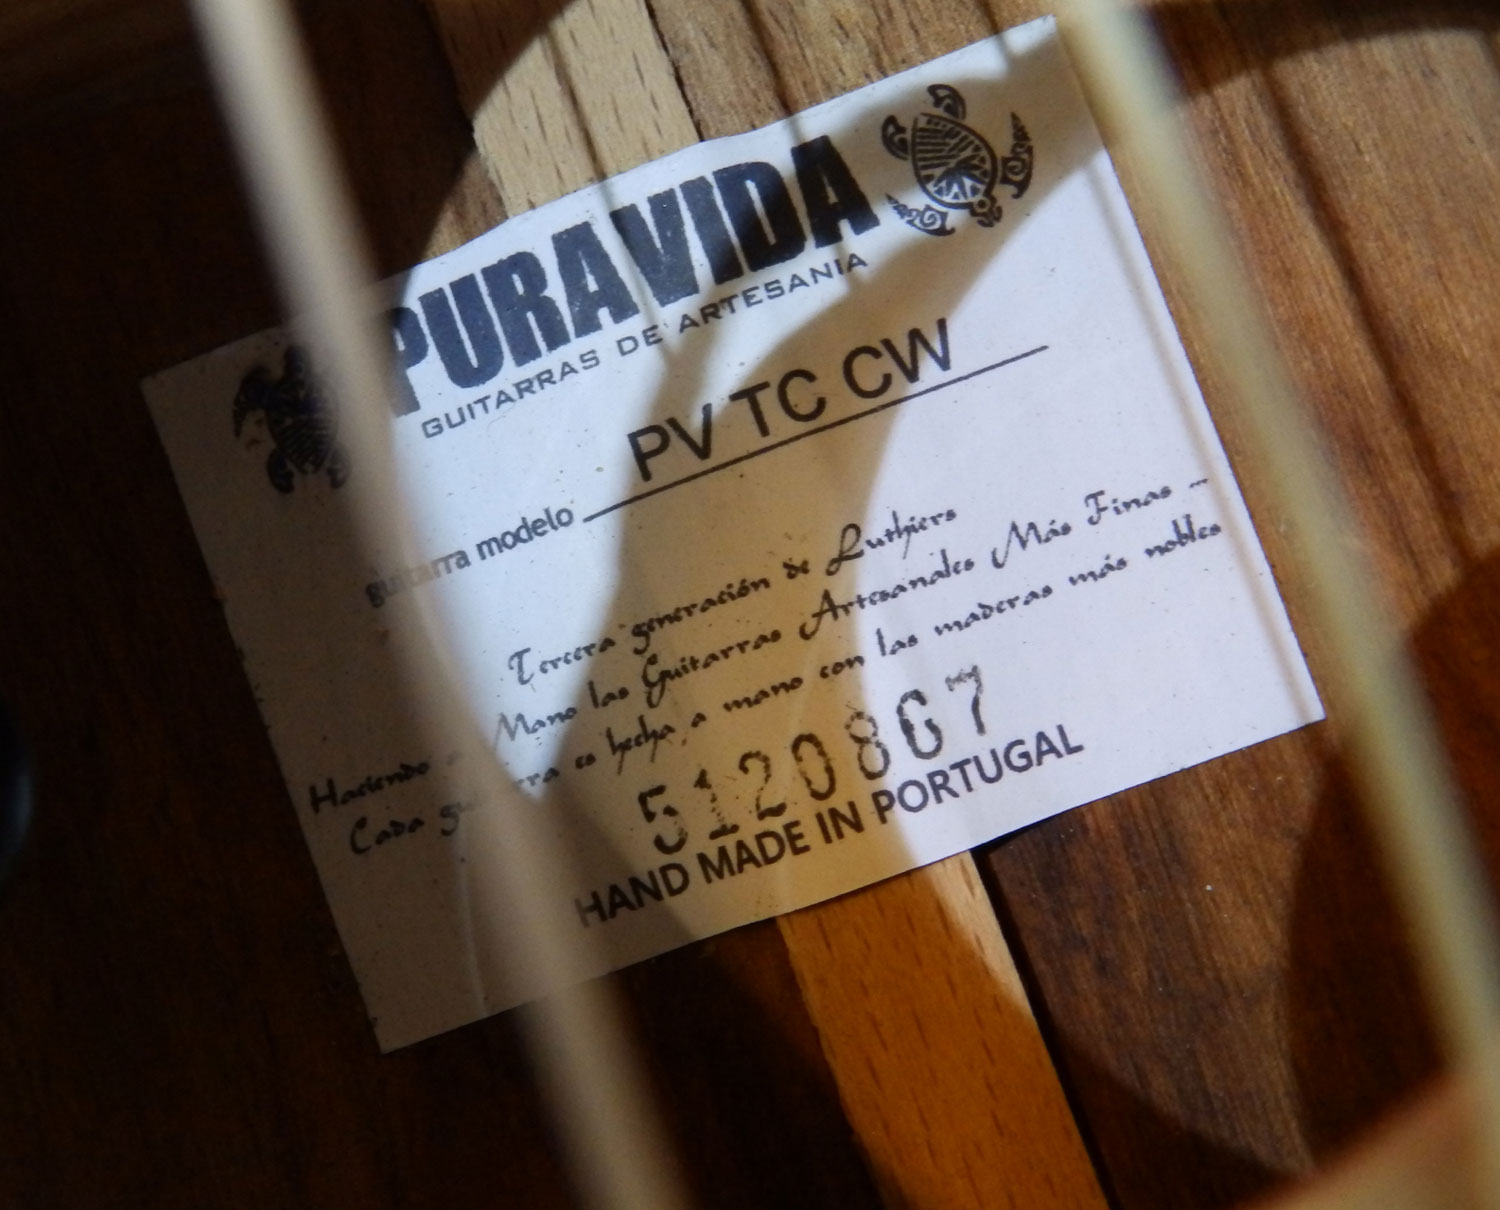 PURAVIDA
GUITARRAS DE ARTESANIA
guitarra modelo PV TC CW
Tercera generación de Luthiers
Haciendo a Mano las Guitarras Artesanales Más Finas -
Cada guitarra es hecha a mano con las maderas más nobles
5120867
HAND MADE IN PORTUGAL